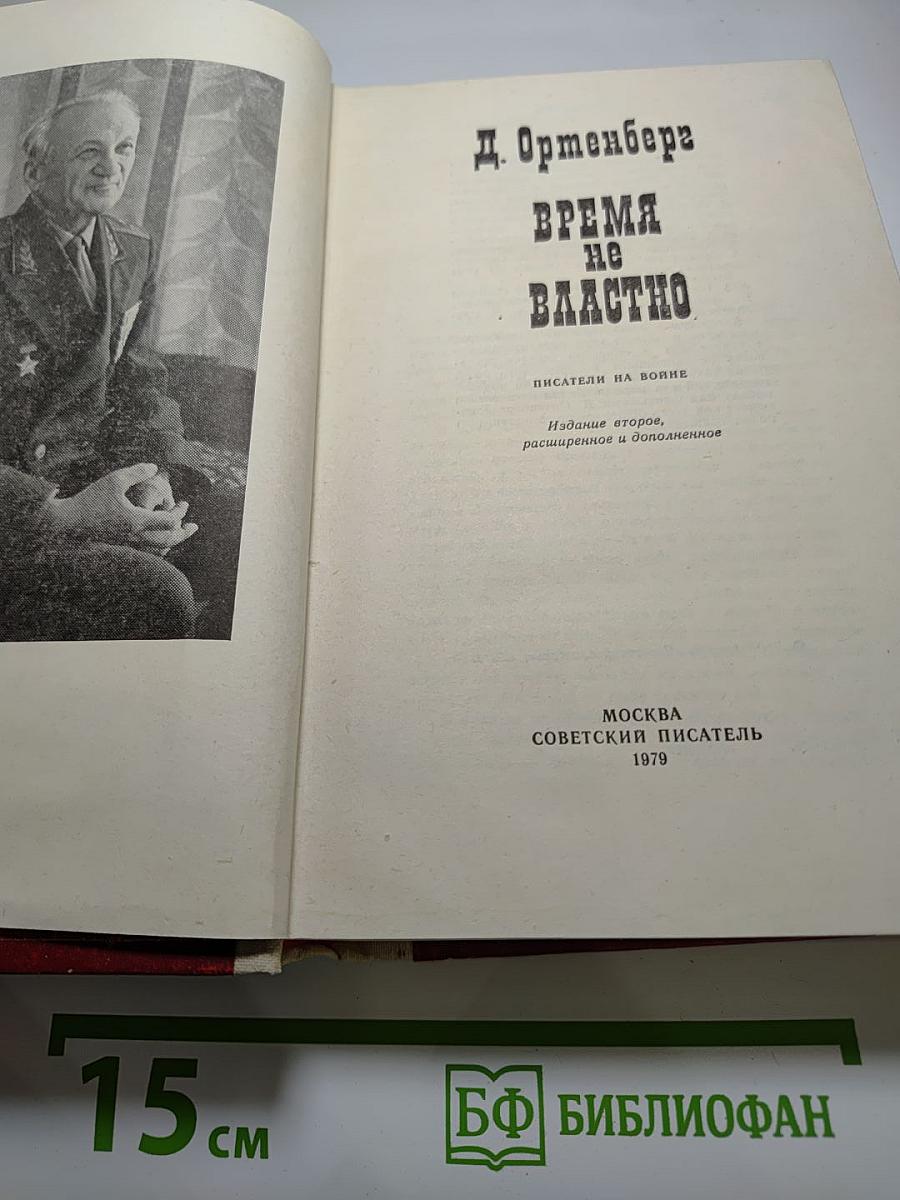 Д. Ортенберг
ВРЕМЯ
не
ВЛАСТНО
ПИСАТЕЛИ НА ВОЙНЕ
Издание второе,
расширенное и дополненное
МОСКВА
СОВЕТСКИЙ ПИСАТЕЛЬ
1979
15 см
БФ БИБЛИОФАН